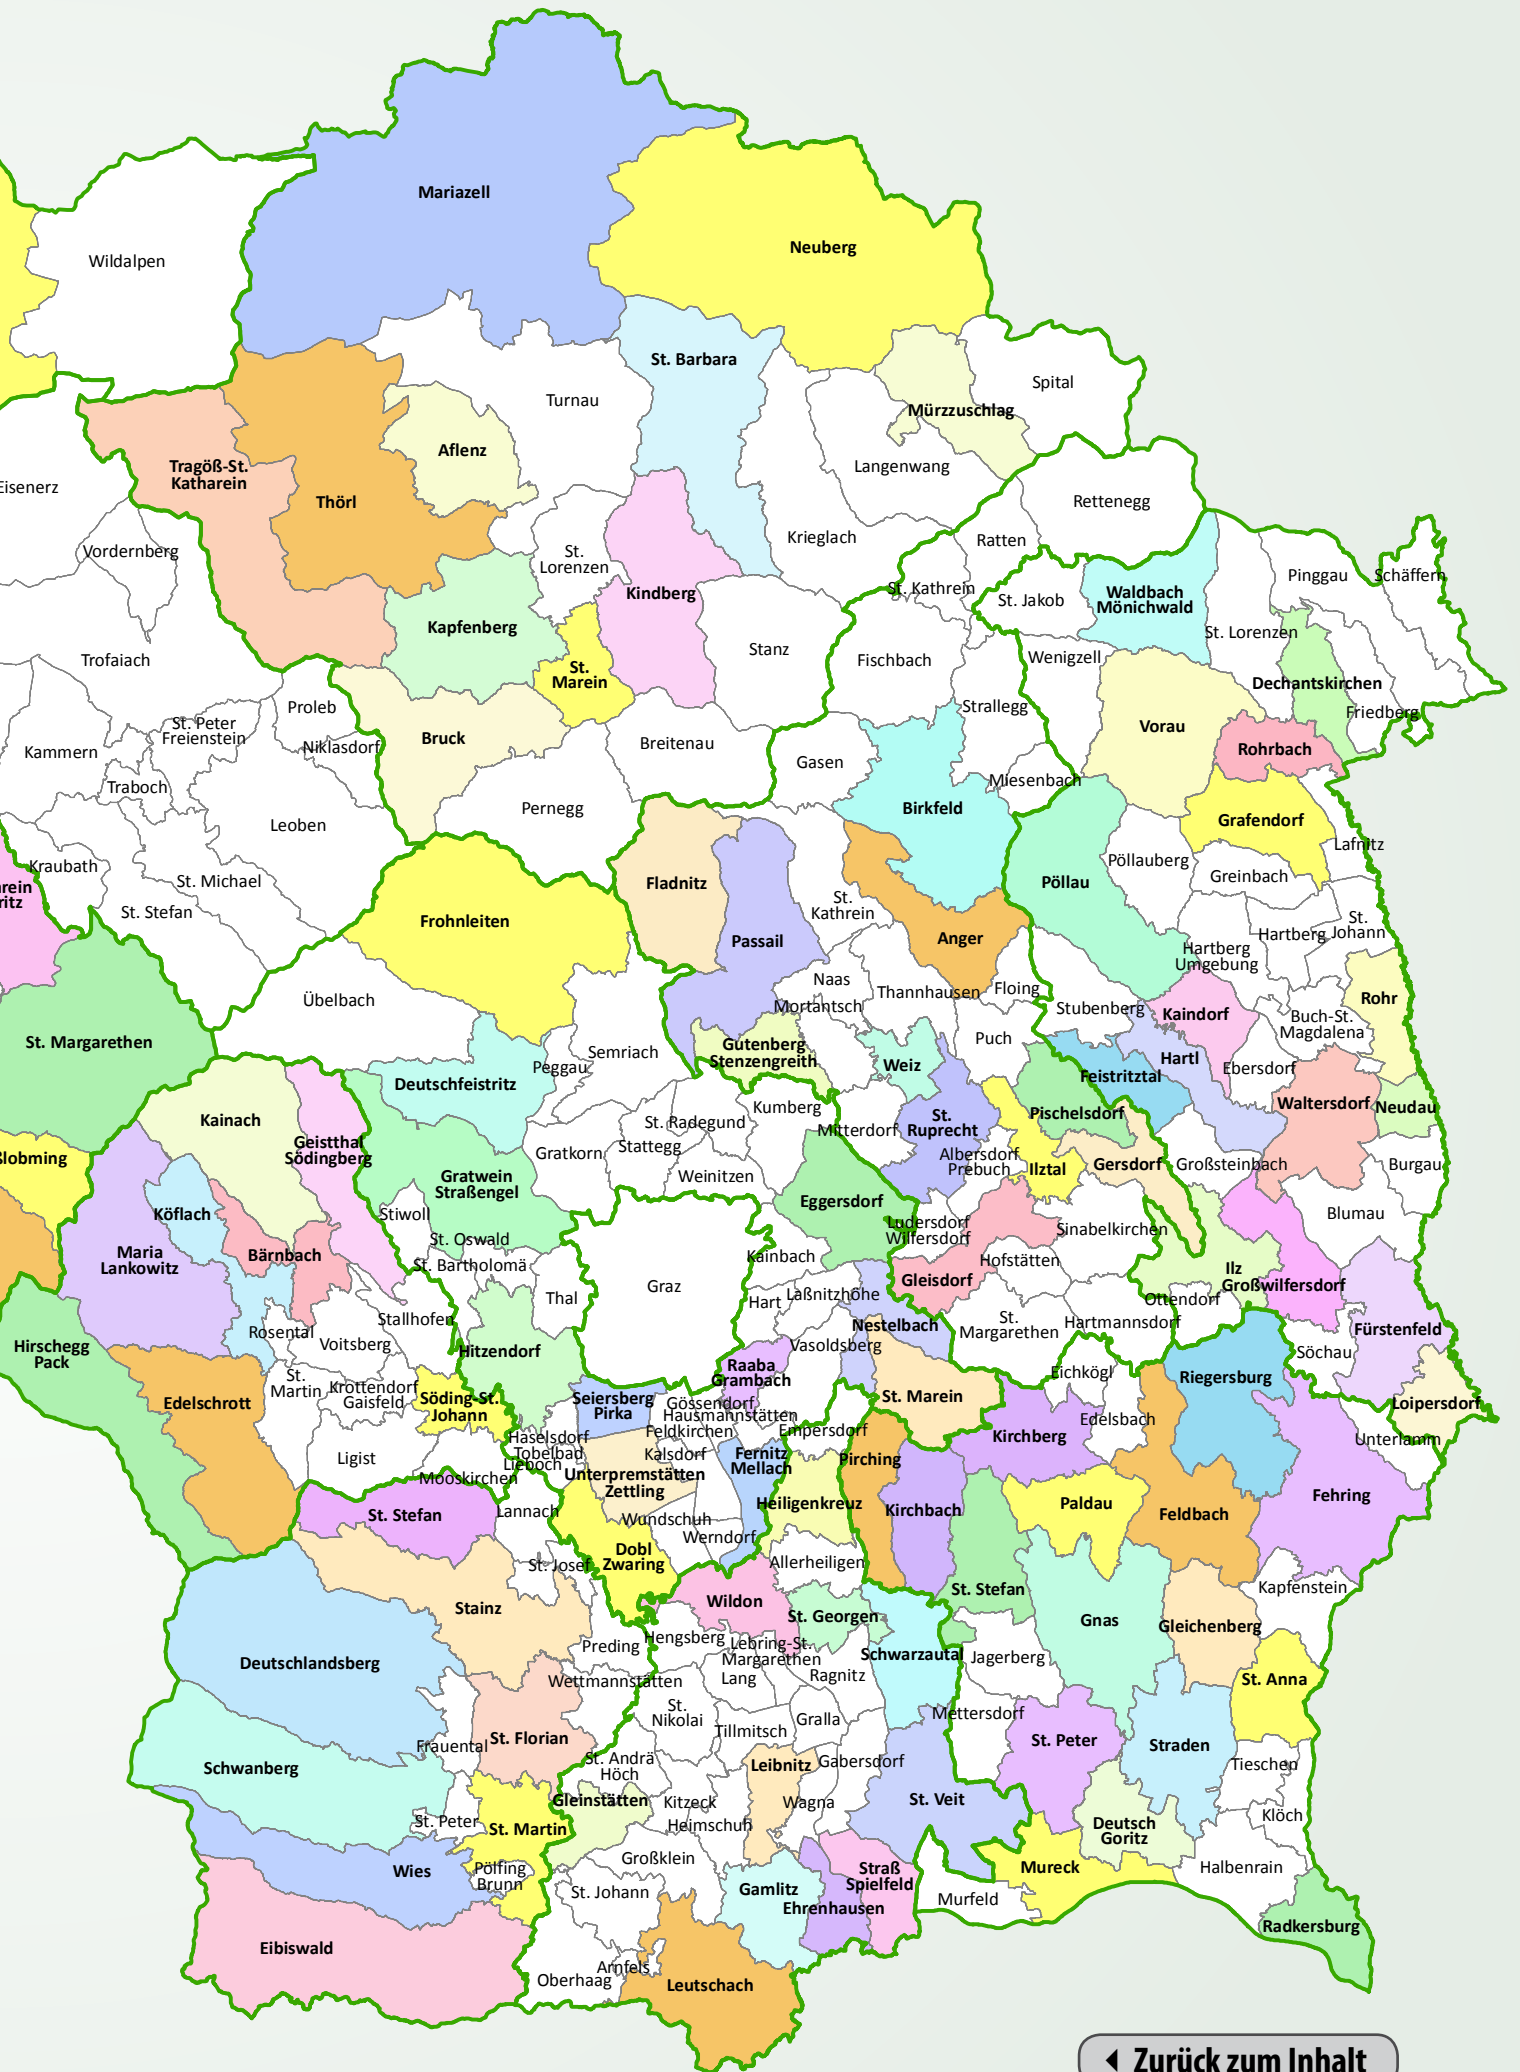 Mariazell
Neuberg
Wildalpen
St. Barbara
Spital
Turnau
Mürzzuschlag
Aflenz
Langenwang
Tragöß-St.
Katharein
Eisenerz
Thörl
Rettenegg
Krieglach
Ratten
Vordernberg
St.
Lorenzen
Pinggau
Schäffern
St. Kathrein
Kindberg
St. Jakob
Waldbach
Mönichwald
Kapfenberg
St. Lorenzen
Stanz
Trofaiach
Fischbach
Wenigzell
St.
Marein
Dechantskirchen
Proleb
Strallegg
Friedberg
St. Peter
Freienstein
Vorau
Bruck
Niklasdorf
Breitenau
Rohrbach
Kammern
Gasen
Miesenbach
Traboch
Pernegg
Birkfeld
Grafendorf
Leoben
Lafnitz
Kraubath
Pöllauberg
Greinbach
St. Michael
Fladnitz
Pöllau
arein
ritz
St. Stefan
Frohnleiten
St.
Kathrein
St.
Johann
Passail
Anger
Hartberg
Hartberg
Umgebung
Naas
Thannhausen
Floing
Übelbach
Mortantsch
Stubenberg
Kaindorf
Rohr
Buch-St.
Magdalena
St. Margarethen
Semriach
Gutenberg
Stenzengreith
Puch
Hartl
Peggau
Weiz
Ebersdorf
Deutschfeistritz
Feistritztal
Kainach
Kumberg
Waltersdorf
Neudau
St. Radegund
Pischelsdorf
Geistthal
Södingberg
Stattegg
Mitterdorf
St.
Ruprecht
Gratkorn
Albersdorf
Prebuch
ßlobming
Weinitzen
Ilztal
Gersdorf
Großsteinbach
Burgau
Gratwein
Straßengel
Eggersdorf
Köflach
Stiwoll
Blumau
Ludersdorf
Wilfersdorf
Sinabelkirchen
St. Oswald
Bärnbach
Maria
Lankowitz
Kainbach
St. Bartholomä
Hofstätten
Ilz
Gleisdorf
Großwilfersdorf
Graz
Laßnitzhöhe
Thal
Hart
Ottendorf
Stallhofen
Nestelbach
St.
Margarethen
Hartmannsdorf
Rosental
Voitsberg
Fürstenfeld
Hirschegg
Pack
Hitzendorf
Vasoldsberg
Söchau
Raaba
Grambach
Eichkögl
Riegersburg
St.
Martin
Krottendorf
Gaisfeld
Edelschrott
Söding-St.
Johann
Seiersberg
Pirka
St. Marein
Gössendorf
Hausmannstätten
Loipersdorf
Edelsbach
Haselsdorf
Tobelbad
Feldkirchen
Empersdorf
Kirchberg
Unterlamm
Ligist
Kalsdorf
Fernitz
Mellach
Pirching
Lieboch
Mooskirchen
Unterpremstätten
Zettling
Fehring
Heiligenkreuz
Paldau
St. Stefan
Lannach
Kirchbach
Feldbach
Wundschuh
Werndorf
Dobl
Zwaring
St. Josef
Allerheiligen
Kapfenstein
St. Stefan
Stainz
Wildon
St. Georgen
Gnas
Gleichenberg
Preding
Hengsberg
Lebring-St.
Margarethen
Schwarzautal
Jagerberg
Deutschlandsberg
Wettmannstätten
Lang
Ragnitz
St. Anna
St.
Nikolai
Gralla
Mettersdorf
Tillmitsch
St. Florian
St. Peter
Straden
Frauental
St. Andrä
Höch
Gabersdorf
Tieschen
Schwanberg
Leibnitz
Gleinstätten
Kitzeck
Wagna
St. Veit
Klöch
St. Peter
St. Martin
Heimschuh
Deutsch
Goritz
Großklein
Wies
Pölfing
Brunn
Straß
Spielfeld
Mureck
Halbenrain
St. Johann
Gamlitz
Murfeld
Ehrenhausen
Radkersburg
Eibiswald
Arnfels
Oberhaag
Leutschach
Zurück zum Inhalt